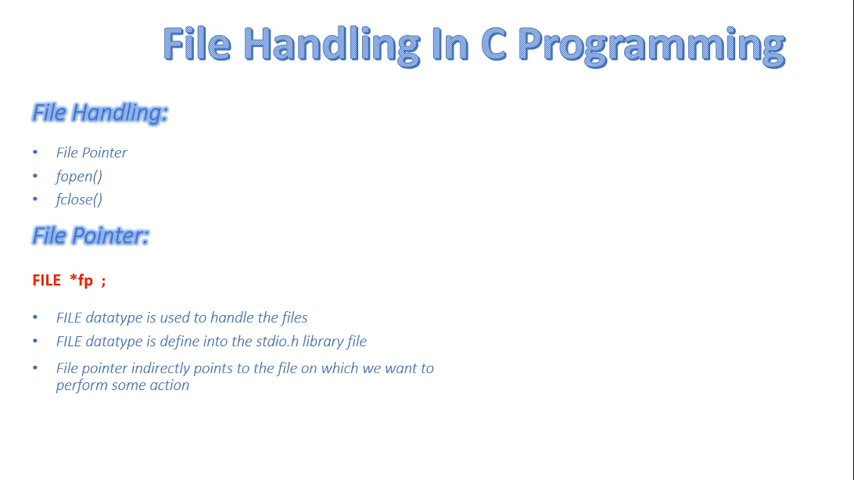 File Handling In C Programming
File Handling:
• File Pointer
• fopen()
• fclose()
File Pointer:
FILE *fp ;
• FILE datatype is used to handle the files
• FILE datatype is define into the stdio.h library file
• File pointer indirectly points to the file on which we want to
perform some action